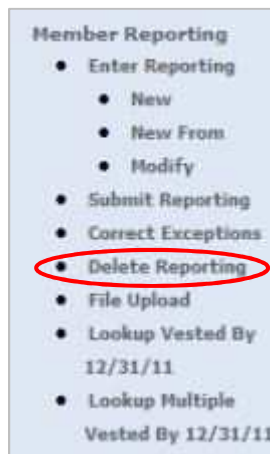 Member Reporting
• Enter Reporting
• New
• New From
• Modify
• Submit Reporting
• Correct Exceptions
• Delete Reporting
• File Upload
• Lookup Vested By
12/31/11
• Lookup Multiple
Vested By 12/31/11